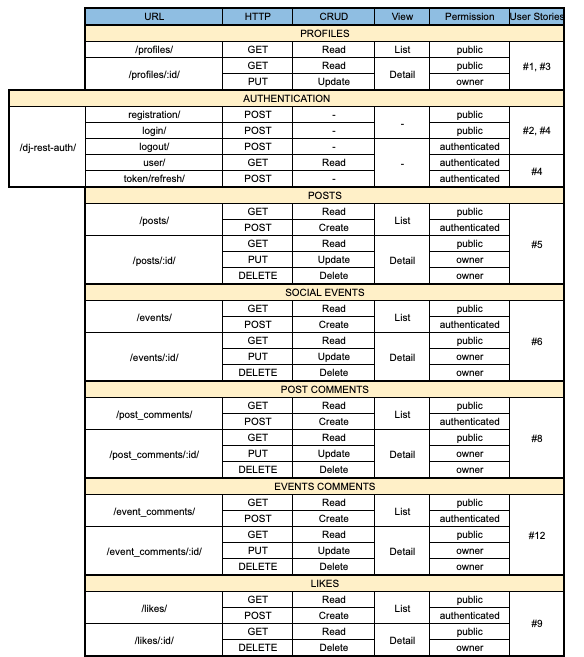 URL HTTP CRUD View Permission User Stories
PROFILES
/profiles/ GET Read List public #1, #3
/profiles/:id/ GET Read Detail public
PUT Update owner
AUTHENTICATION
/dj-rest-auth/ registration/ POST - - public #2, #4
login/ POST - public
logout/ POST - - authenticated
user/ GET Read authenticated #4
token/refresh/ POST - authenticated
POSTS
/posts/ GET Read List public #5
POST Create authenticated
/posts/:id/ GET Read Detail public
PUT Update owner
DELETE Delete owner
SOCIAL EVENTS
/events/ GET Read List public #6
POST Create authenticated
/events/:id/ GET Read Detail public
PUT Update owner
DELETE Delete owner
POST COMMENTS
/post_comments/ GET Read List public #8
POST Create authenticated
/post_comments/:id/ GET Read Detail public
PUT Update owner
DELETE Delete owner
EVENTS COMMENTS
/event_comments/ GET Read List public #12
POST Create authenticated
/event_comments/:id/ GET Read Detail public
PUT Update owner
DELETE Delete owner
LIKES
/likes/ GET Read List public #9
POST Create authenticated
/likes/:id/ GET Read Detail public
DELETE Delete owner